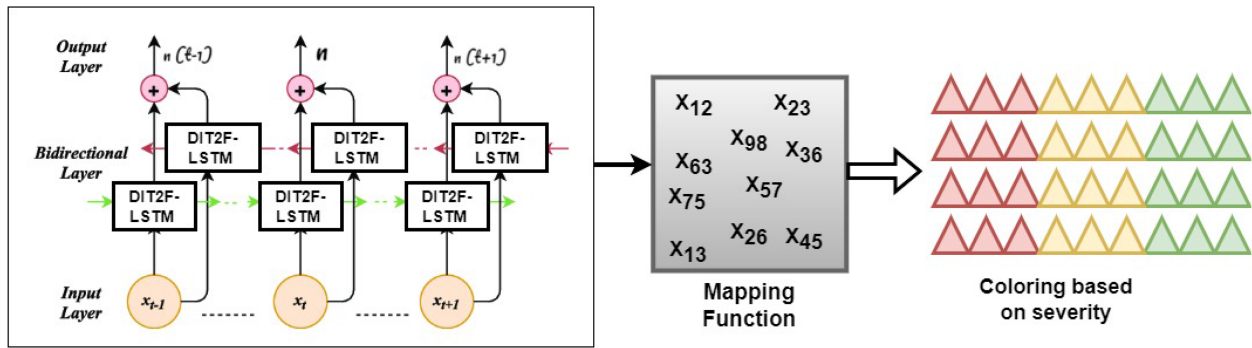 Output
Layer
n (t-1)
n
n (t+1)
+
+
+
Bidirectional
Layer
DIT2F-
LSTM
DIT2F-
LSTM
DIT2F-
LSTM
DIT2F-
LSTM
DIT2F-
LSTM
DIT2F-
LSTM
Input
Layer
xt-1
xt
xt+1
X12
X23
X98
X36
X63
X75
X57
X26
X45
X13
Mapping
Function
Coloring based
on severity